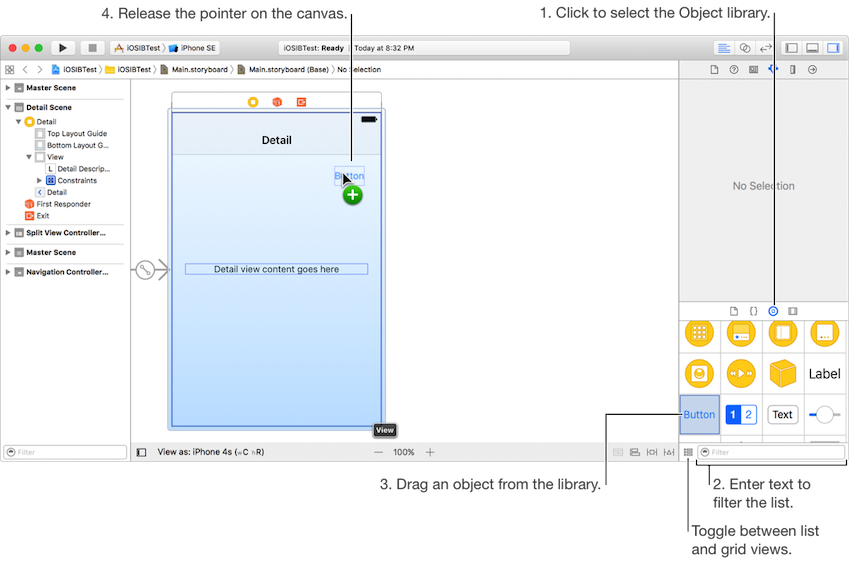 4. Release the pointer on the canvas.
1. Click to select the Object library.
iOSIBTest
iPhone SE
iOSIBTest: Ready
Today at 8:32 PM
iOSIBTest
iOSIBTest
Main.storyboard
Main.storyboard (Base)
No Selection
Master Scene
Detail Scene
Detail
Top Layout Guide
Bottom Layout G...
View
L Detail Descrip...
Constraints
Detail
First Responder
Exit
Split View Controller...
Master Scene
Navigation Controller...
Filter
Detail
Button
Detail view content goes here
View
View as: iPhone 4s (wC hR)
100%
No Selection
Label
Button
1 2
Text
Filter
3. Drag an object from the library.
2. Enter text to
filter the list.
Toggle between list
and grid views.